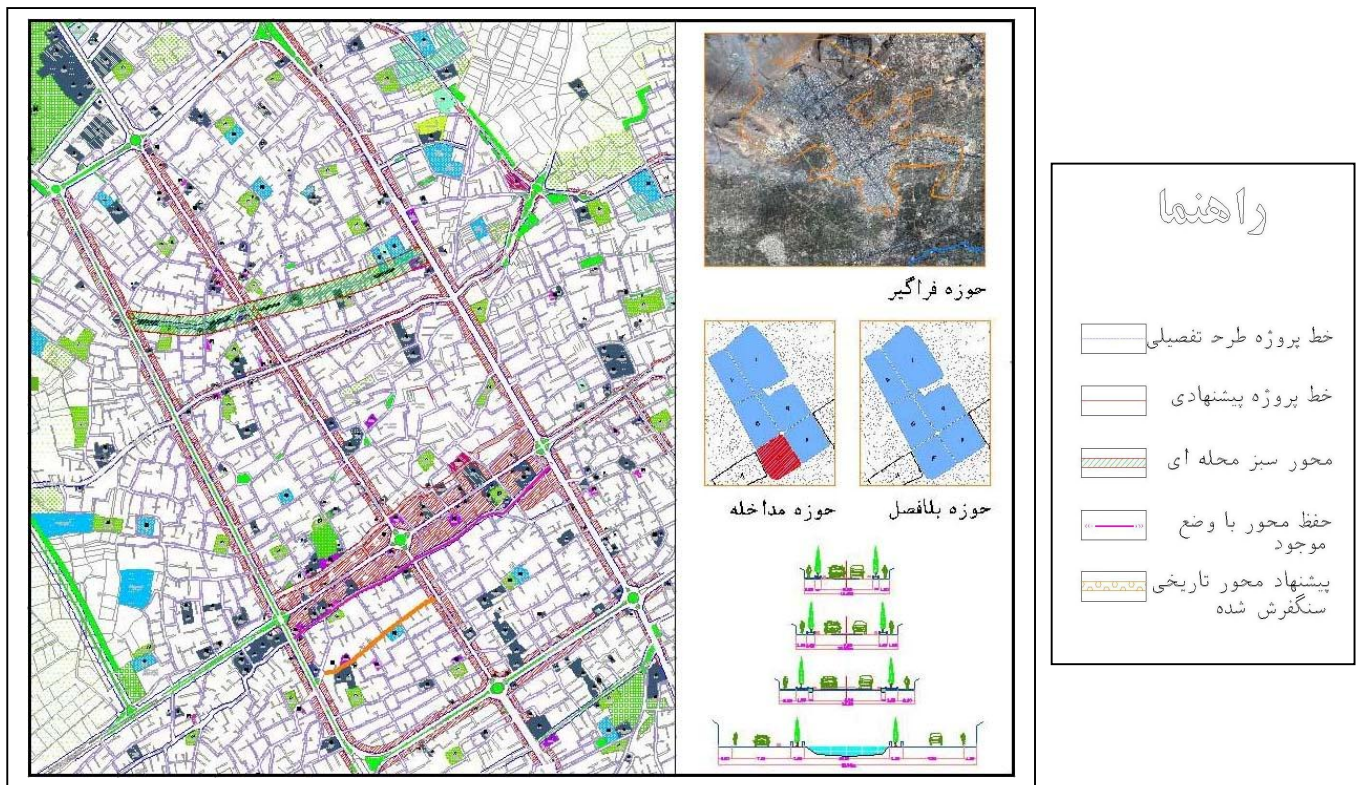 حوزه فراگیر
حوزه مداخله
حوزه بلافصل
راهنما
خط پروژه طرح تفصیلی
خط پروژه پیشنهادی
محور سبز محله ای
حفظ محور با وضع
موجود
پیشنهاد محور تاریخی
سنگفرش شده